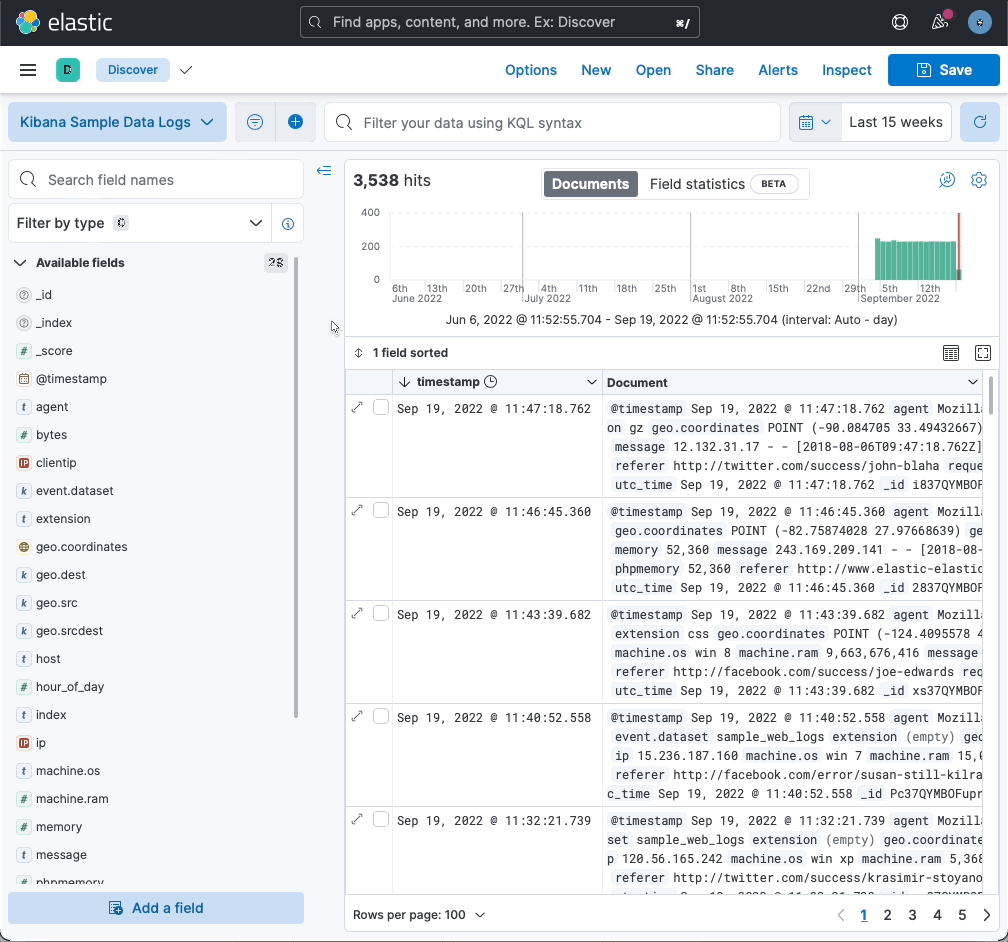 elastic
Find apps, content, and more. Ex: Discover
⌘/
D
Discover
Options
New
Open
Share
Alerts
Inspect
Save
Kibana Sample Data Logs
Filter your data using KQL syntax
Last 15 weeks
Search field names
Filter by type 0
Available fields
_id
_index
_score
@timestamp
agent
bytes
clientip
event.dataset
extension
geo.coordinates
geo.dest
geo.src
geo.srcdest
host
hour_of_day
index
ip
machine.os
machine.ram
memory
message
phpmemory
Add a field
3,538 hits
Documents
Field statistics
BETA
400
200
0
6th 13th 20th 27th 4th 11th 18th 25th 1st 8th 15th 22nd 29th 5th 12th
June 2022 July 2022 August 2022 September 2022
Jun 6, 2022 @ 11:52:55.704 - Sep 19, 2022 @ 11:52:55.704 (interval: Auto - day)
1 field sorted
timestamp
Document
Sep 19, 2022 @ 11:47:18.762
@timestamp Sep 19, 2022 @ 11:47:18.762 agent Mozill
on gz geo.coordinates POINT (-90.084705 33.49432667)
message 12.132.31.17 - - [2018-08-06T09:47:18.762Z]
referer http://twitter.com/success/john-blaha reque
utc_time Sep 19, 2022 @ 11:47:18.762 _id i837QYMBOF
Sep 19, 2022 @ 11:46:45.360
@timestamp Sep 19, 2022 @ 11:46:45.360 agent Mozill
geo.coordinates POINT (-82.75874028 27.97668639) ge
memory 52,360 message 243.169.209.141 - - [2018-08-
phpmemory 52,360 referer http://www.elastic-elastic
utc_time Sep 19, 2022 @ 11:46:45.360 _id 2837QYMBOF
Sep 19, 2022 @ 11:43:39.682
@timestamp Sep 19, 2022 @ 11:43:39.682 agent Mozill
extension css geo.coordinates POINT (-124.4095578 4
machine.os win 8 machine.ram 9,663,676,416 message
referer http://facebook.com/success/joe-edwards req
utc_time Sep 19, 2022 @ 11:43:39.682 _id xs37QYMBOF
Sep 19, 2022 @ 11:40:52.558
@timestamp Sep 19, 2022 @ 11:40:52.558 agent Mozill
event.dataset sample_web_logs extension (empty) geo
ip 15.236.187.160 machine.os win 7 machine.ram 15,0
referer http://facebook.com/error/susan-still-kilra
c_time Sep 19, 2022 @ 11:40:52.558 _id Pc37QYMBOFupr
Sep 19, 2022 @ 11:32:21.739
@timestamp Sep 19, 2022 @ 11:32:21.739 agent Mozill
set sample_web_logs extension (empty) geo.coordinate
p 120.56.165.242 machine.os win xp machine.ram 5,368
referer http://twitter.com/success/krasimir-stoyano
Rows per page: 100
1 2 3 4 5